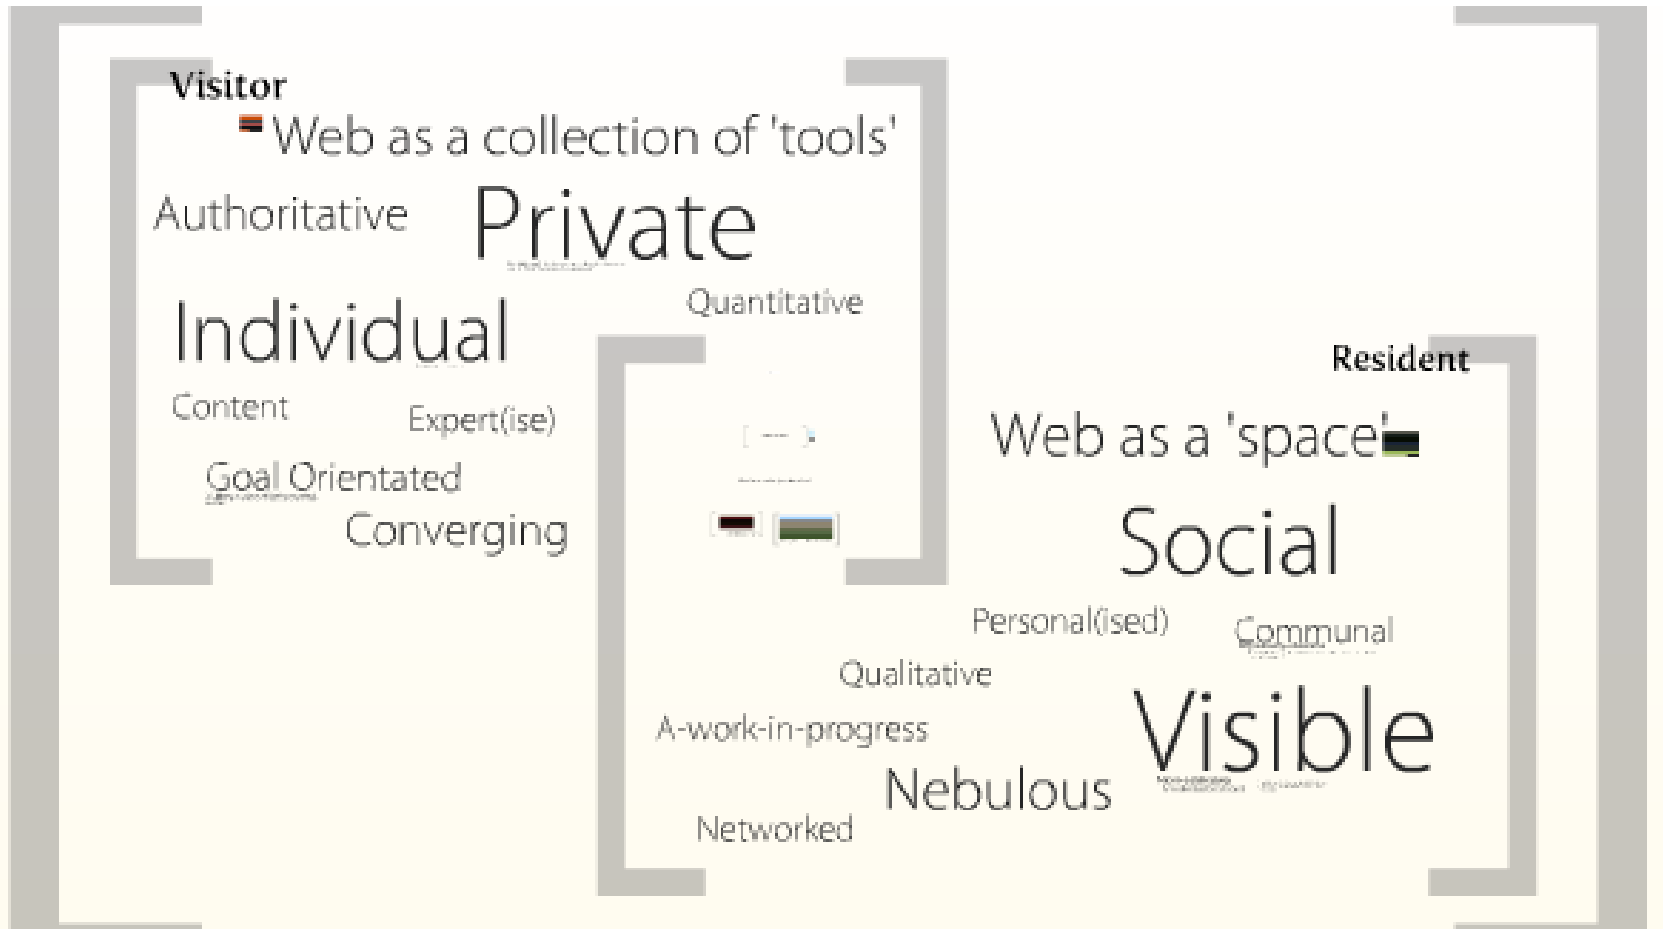 Visitor
Web as a collection of 'tools'
Authoritative
Private
Quantitative
Individual
Content
Expert(ise)
Goal Orientated
Converging
Resident
Web as a 'space'
Social
Personal(ised)
Communal
Qualitative
A-work-in-progress
Visible
Nebulous
Networked